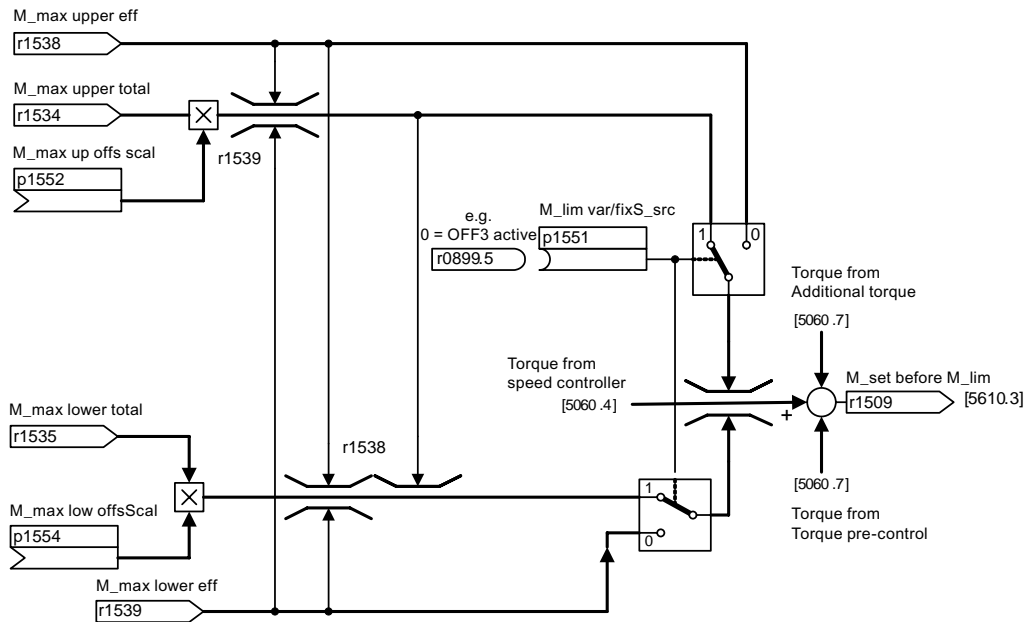 M_max upper eff
r1538
M_max upper total
r1534
M_max up offs scal
p1552
r1539
e.g.
0 = OFF3 active
r0899.5
M_lim var/fixS_src
p1551
1
0
Torque from
Additional torque
[5060 .7]
Torque from
speed controller
[5060 .4]
+
M_set before M_lim
r1509
[5610.3]
M_max lower total
r1535
r1538
M_max low offsScal
p1554
1
0
[5060 .7]
Torque from
Torque pre-control
M_max lower eff
r1539